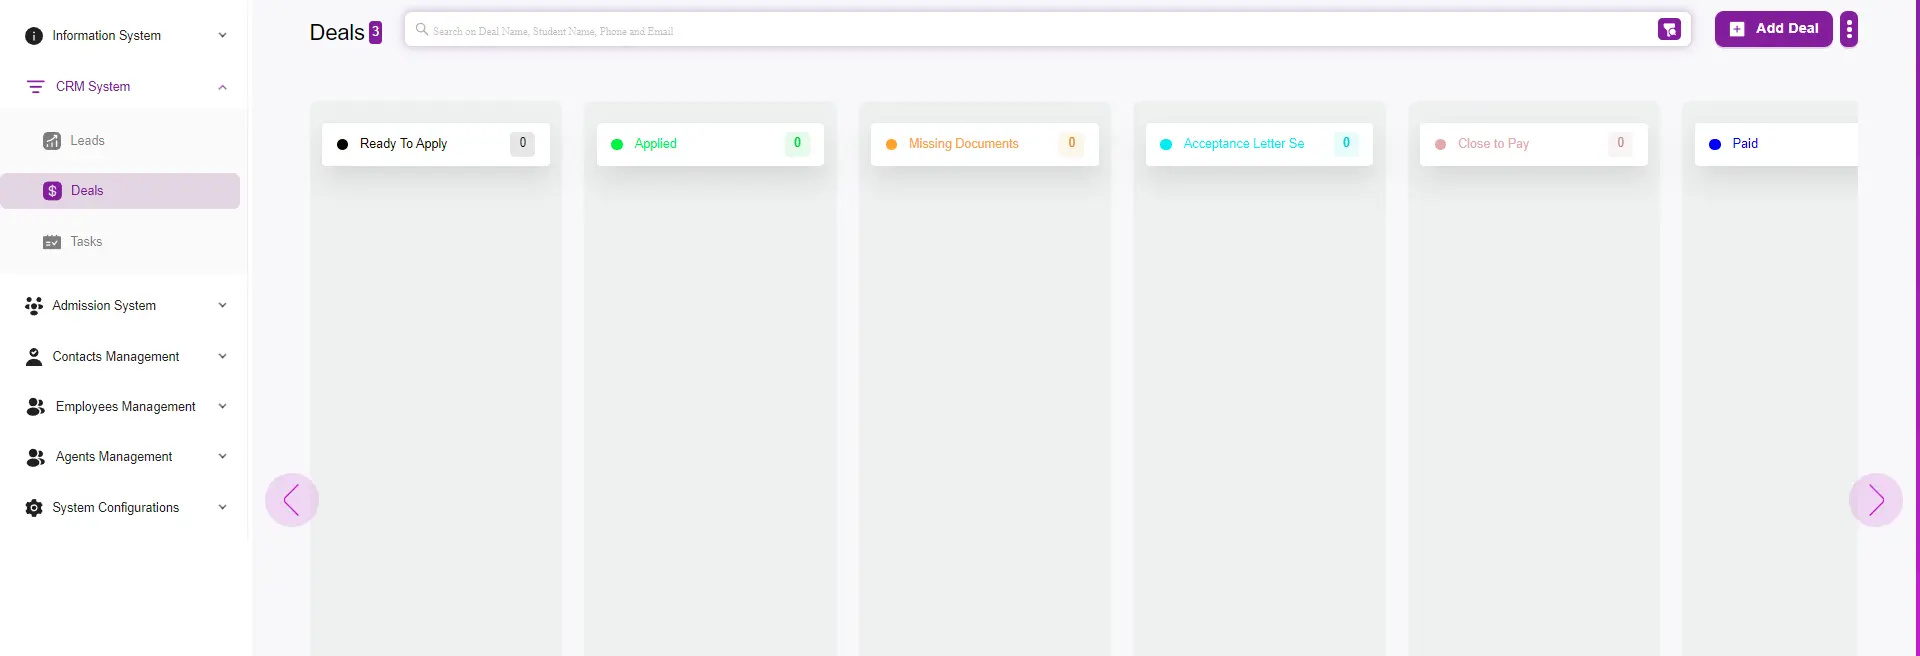 Information System
CRM System
Leads
Deals
Tasks
Admission System
Contacts Management
Employees Management
Agents Management
System Configurations
Deals 3
Search on Deal Name, Student Name, Phone and Email
Add Deal
Ready To Apply 0
Applied 0
Missing Documents 0
Acceptance Letter Se 0
Close to Pay 0
Paid